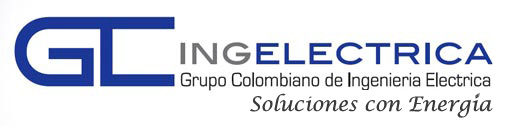 GC INGELECTRICA
Grupo Colombiano de Ingenieria Electrica
Soluciones con Energía